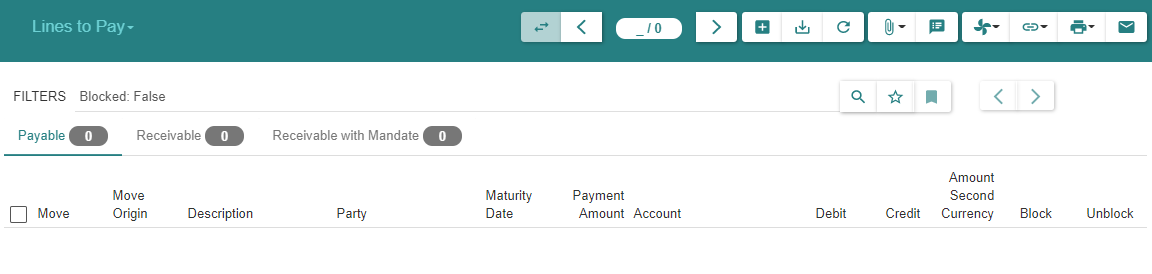 Lines to Pay
_ / 0
FILTERS Blocked: False
Payable 0 Receivable 0 Receivable with Mandate 0
Move
Move Origin
Description
Party
Maturity Date
Payment Amount
Account
Debit
Credit
Amount Second Currency
Block
Unblock